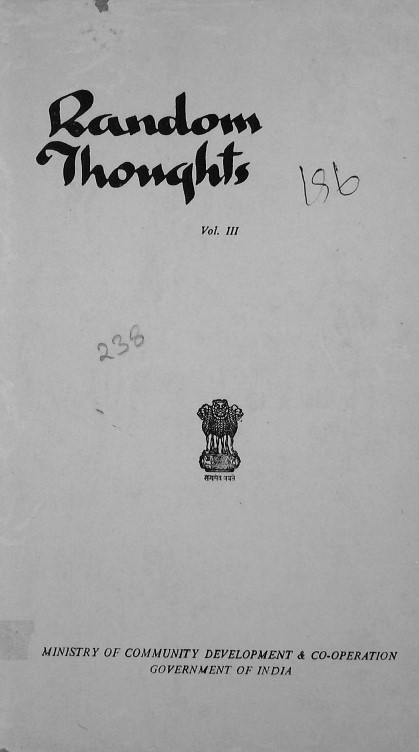 Random
Thoughts
186
Vol. III
238
सत्यमेव जयते
MINISTRY OF COMMUNITY DEVELOPMENT & CO-OPERATION
GOVERNMENT OF INDIA